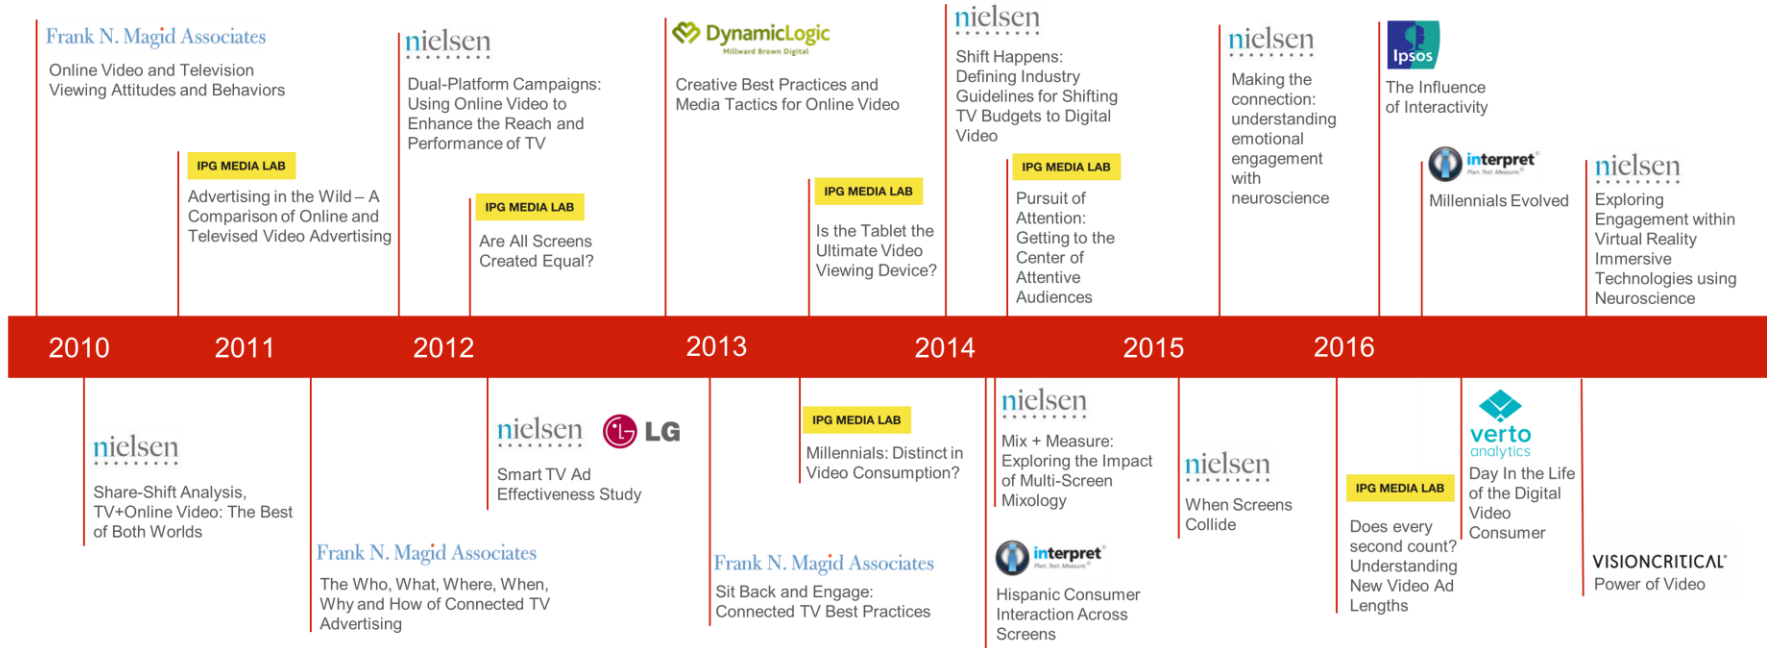 Frank N. Magid Associates
Online Video and Television
Viewing Attitudes and Behaviors
IPG MEDIA LAB
Advertising in the Wild – A
Comparison of Online and
Televised Video Advertising
nielsen
Dual-Platform Campaigns:
Using Online Video to
Enhance the Reach and
Performance of TV
IPG MEDIA LAB
Are All Screens
Created Equal?
DynamicLogic
Millward Brown Digital
Creative Best Practices and
Media Tactics for Online Video
IPG MEDIA LAB
Is the Tablet the
Ultimate Video
Viewing Device?
nielsen
Shift Happens:
Defining Industry
Guidelines for Shifting
TV Budgets to Digital
Video
IPG MEDIA LAB
Pursuit of
Attention:
Getting to the
Center of
Attentive
Audiences
nielsen
Making the
connection:
understanding
emotional
engagement
with
neuroscience
Ipsos
The Influence
of Interactivity
interpret®
Plan. Test. Measure.®
Millennials Evolved
nielsen
Exploring
Engagement within
Virtual Reality
Immersive
Technologies using
Neuroscience
2010 2011 2012 2013 2014 2015 2016
nielsen
Share-Shift Analysis,
TV+Online Video: The Best
of Both Worlds
Frank N. Magid Associates
The Who, What, Where, When,
Why and How of Connected TV
Advertising
nielsen LG
Smart TV Ad
Effectiveness Study
Frank N. Magid Associates
Sit Back and Engage:
Connected TV Best Practices
IPG MEDIA LAB
Millennials: Distinct in
Video Consumption?
nielsen
Mix + Measure:
Exploring the Impact
of Multi-Screen
Mixology
interpret®
Plan. Test. Measure.®
Hispanic Consumer
Interaction Across
Screens
nielsen
When Screens
Collide
IPG MEDIA LAB
Does every
second count?
Understanding
New Video Ad
Lengths
verto
analytics
Day In the Life
of the Digital
Video
Consumer
VISIONCRITICAL®
Power of Video